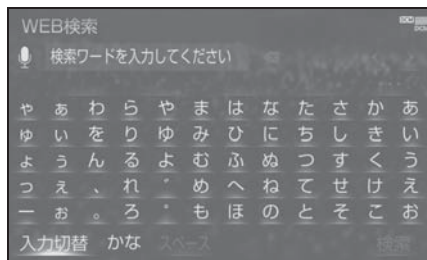 WEB検索
検索ワードを入力してください
ゃ ぁ わ ら や ま は な た さ か あ
ゅ ぃ を り ゆ み ひ に ち し き い
ょ ぅ ん る よ む ふ ぬ つ す く う
っ ぇ 、 れ ゛ め へ ね て せ け え
ー ぉ 。 ろ ゜ も ほ の と そ こ お
入力切替 かな スペース 検索